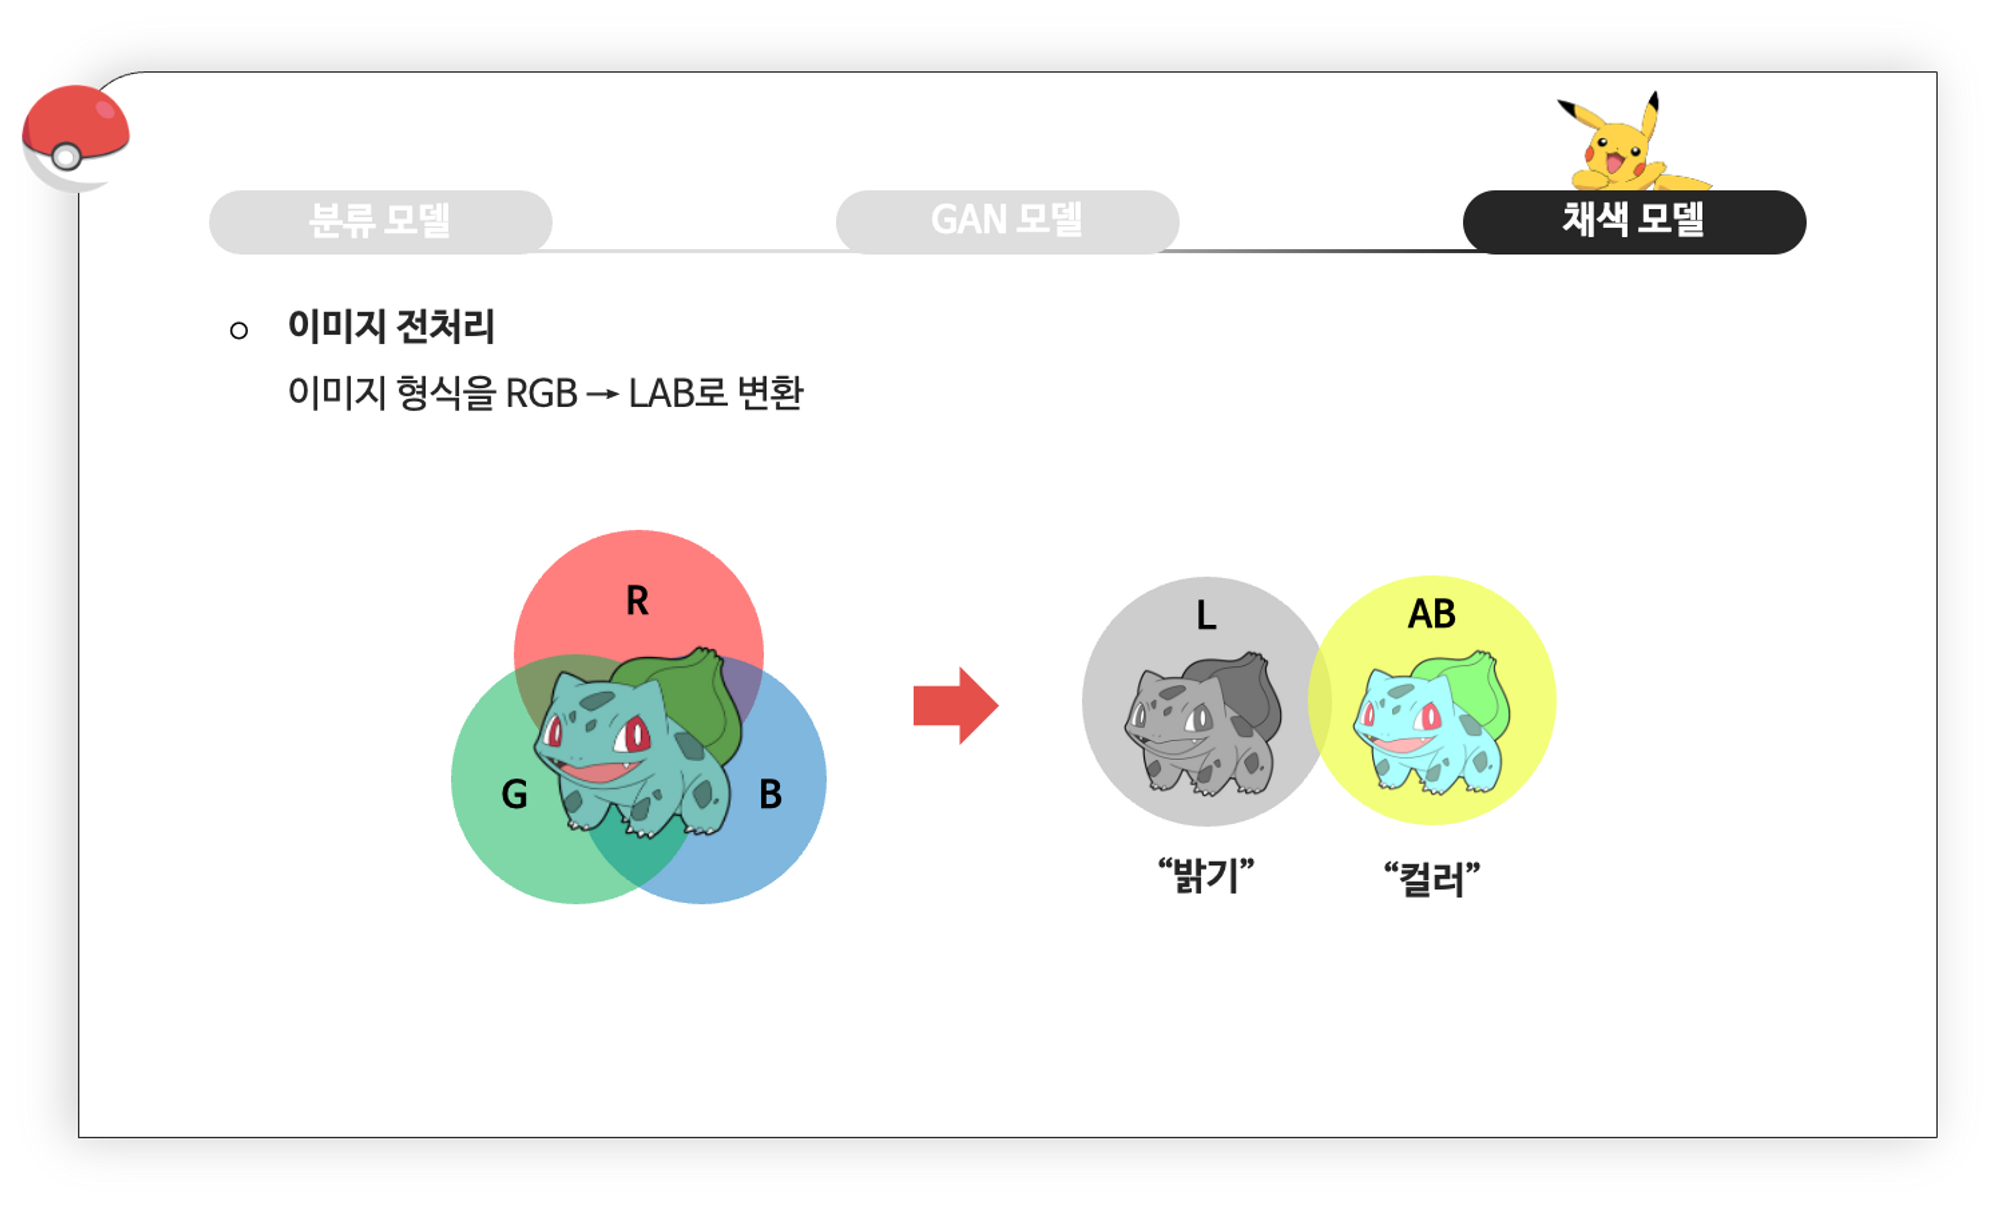 분류 모델
GAN 모델
채색 모델
이미지 전처리
이미지 형식을 RGB → LAB로 변환
R
G
B
L
AB
“밝기”
“컬러”